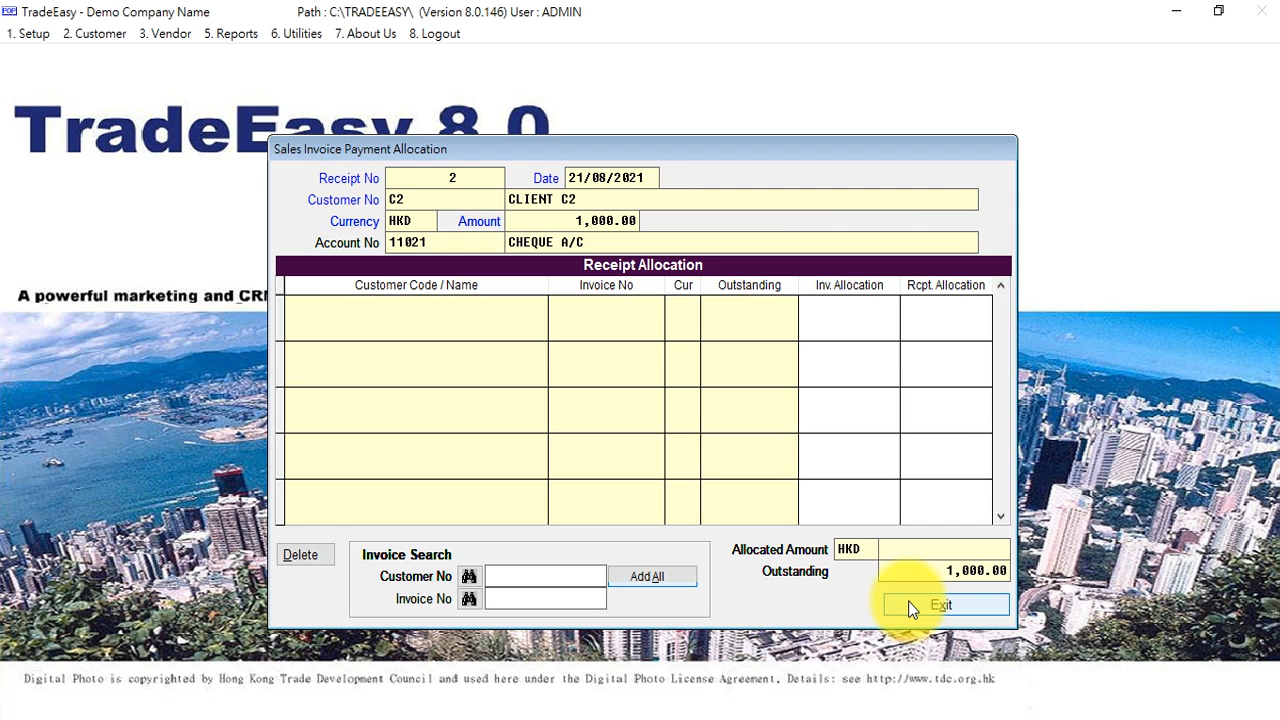 TradeEasy - Demo Company Name Path : C:\TRADEEASY\ (Version 8.0.146) User : ADMIN
1. Setup 2. Customer 3. Vendor 5. Reports 6. Utilities 7. About Us 8. Logout
TradeEasy 8.0
Sales Invoice Payment Allocation
Receipt No 2 Date 21/08/2021
Customer No C2 CLIENT C2
Currency HKD Amount 1,000.00
Account No 11021 CHEQUE A/C
Receipt Allocation
Customer Code / Name Invoice No Cur Outstanding Inv. Allocation Rcpt. Allocation
A powerful marketing and CRM
Delete
Invoice Search
Customer No Add All
Invoice No
Allocated Amount HKD
Outstanding 1,000.00
Exit
Digital Photo is copyrighted by Hong Kong Trade Development Council and used here under the Digital Photo License Agreement. Details: see http://www.tdc.org.hk